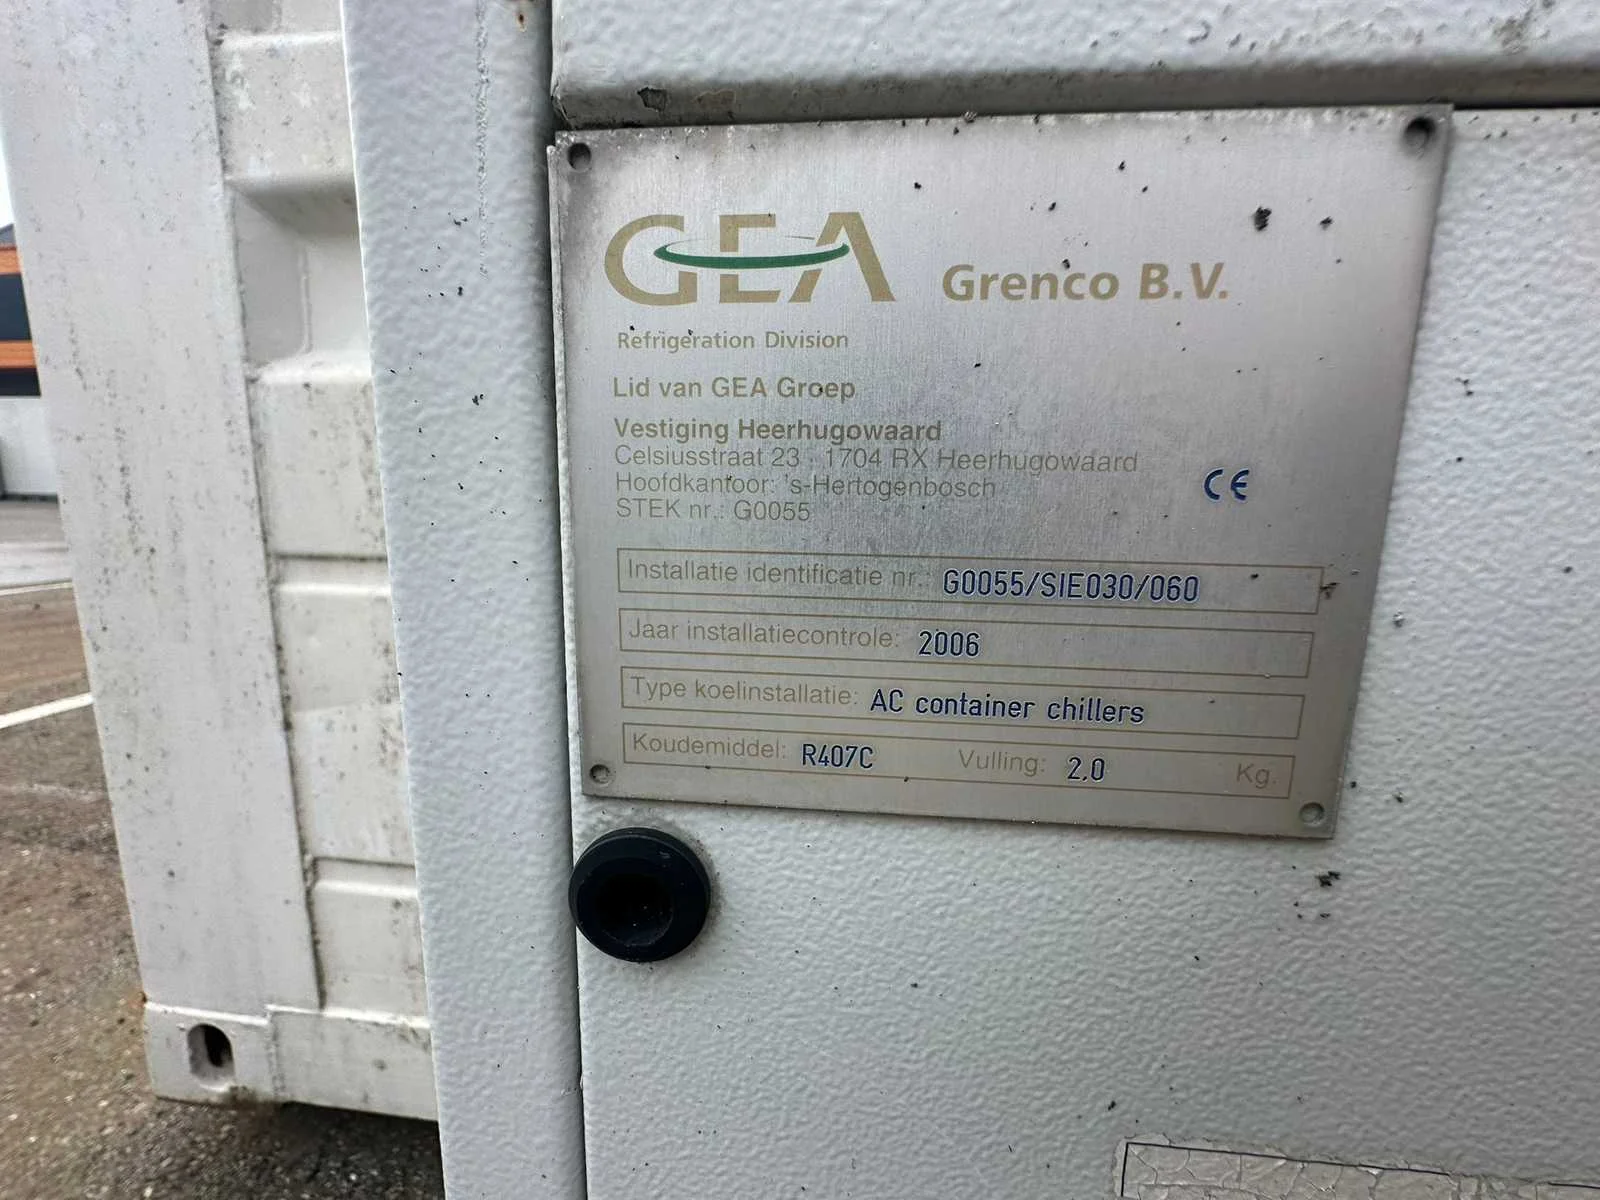 GEA Grenco B.V.
Refrigeration Division
Lid van GEA Groep
Vestiging Heerhugowaard
Celsiusstraat 23 - 1704 RX Heerhugowaard
Hoofdkantoor: 's-Hertogenbosch
STEK nr.: G0055
CE
Installatie identificatie nr.: G0055/SIE030/060
Jaar installatiecontrole: 2006
Type koelinstallatie: AC container chillers
Koudemiddel: R407C Vulling: 2,0 Kg.